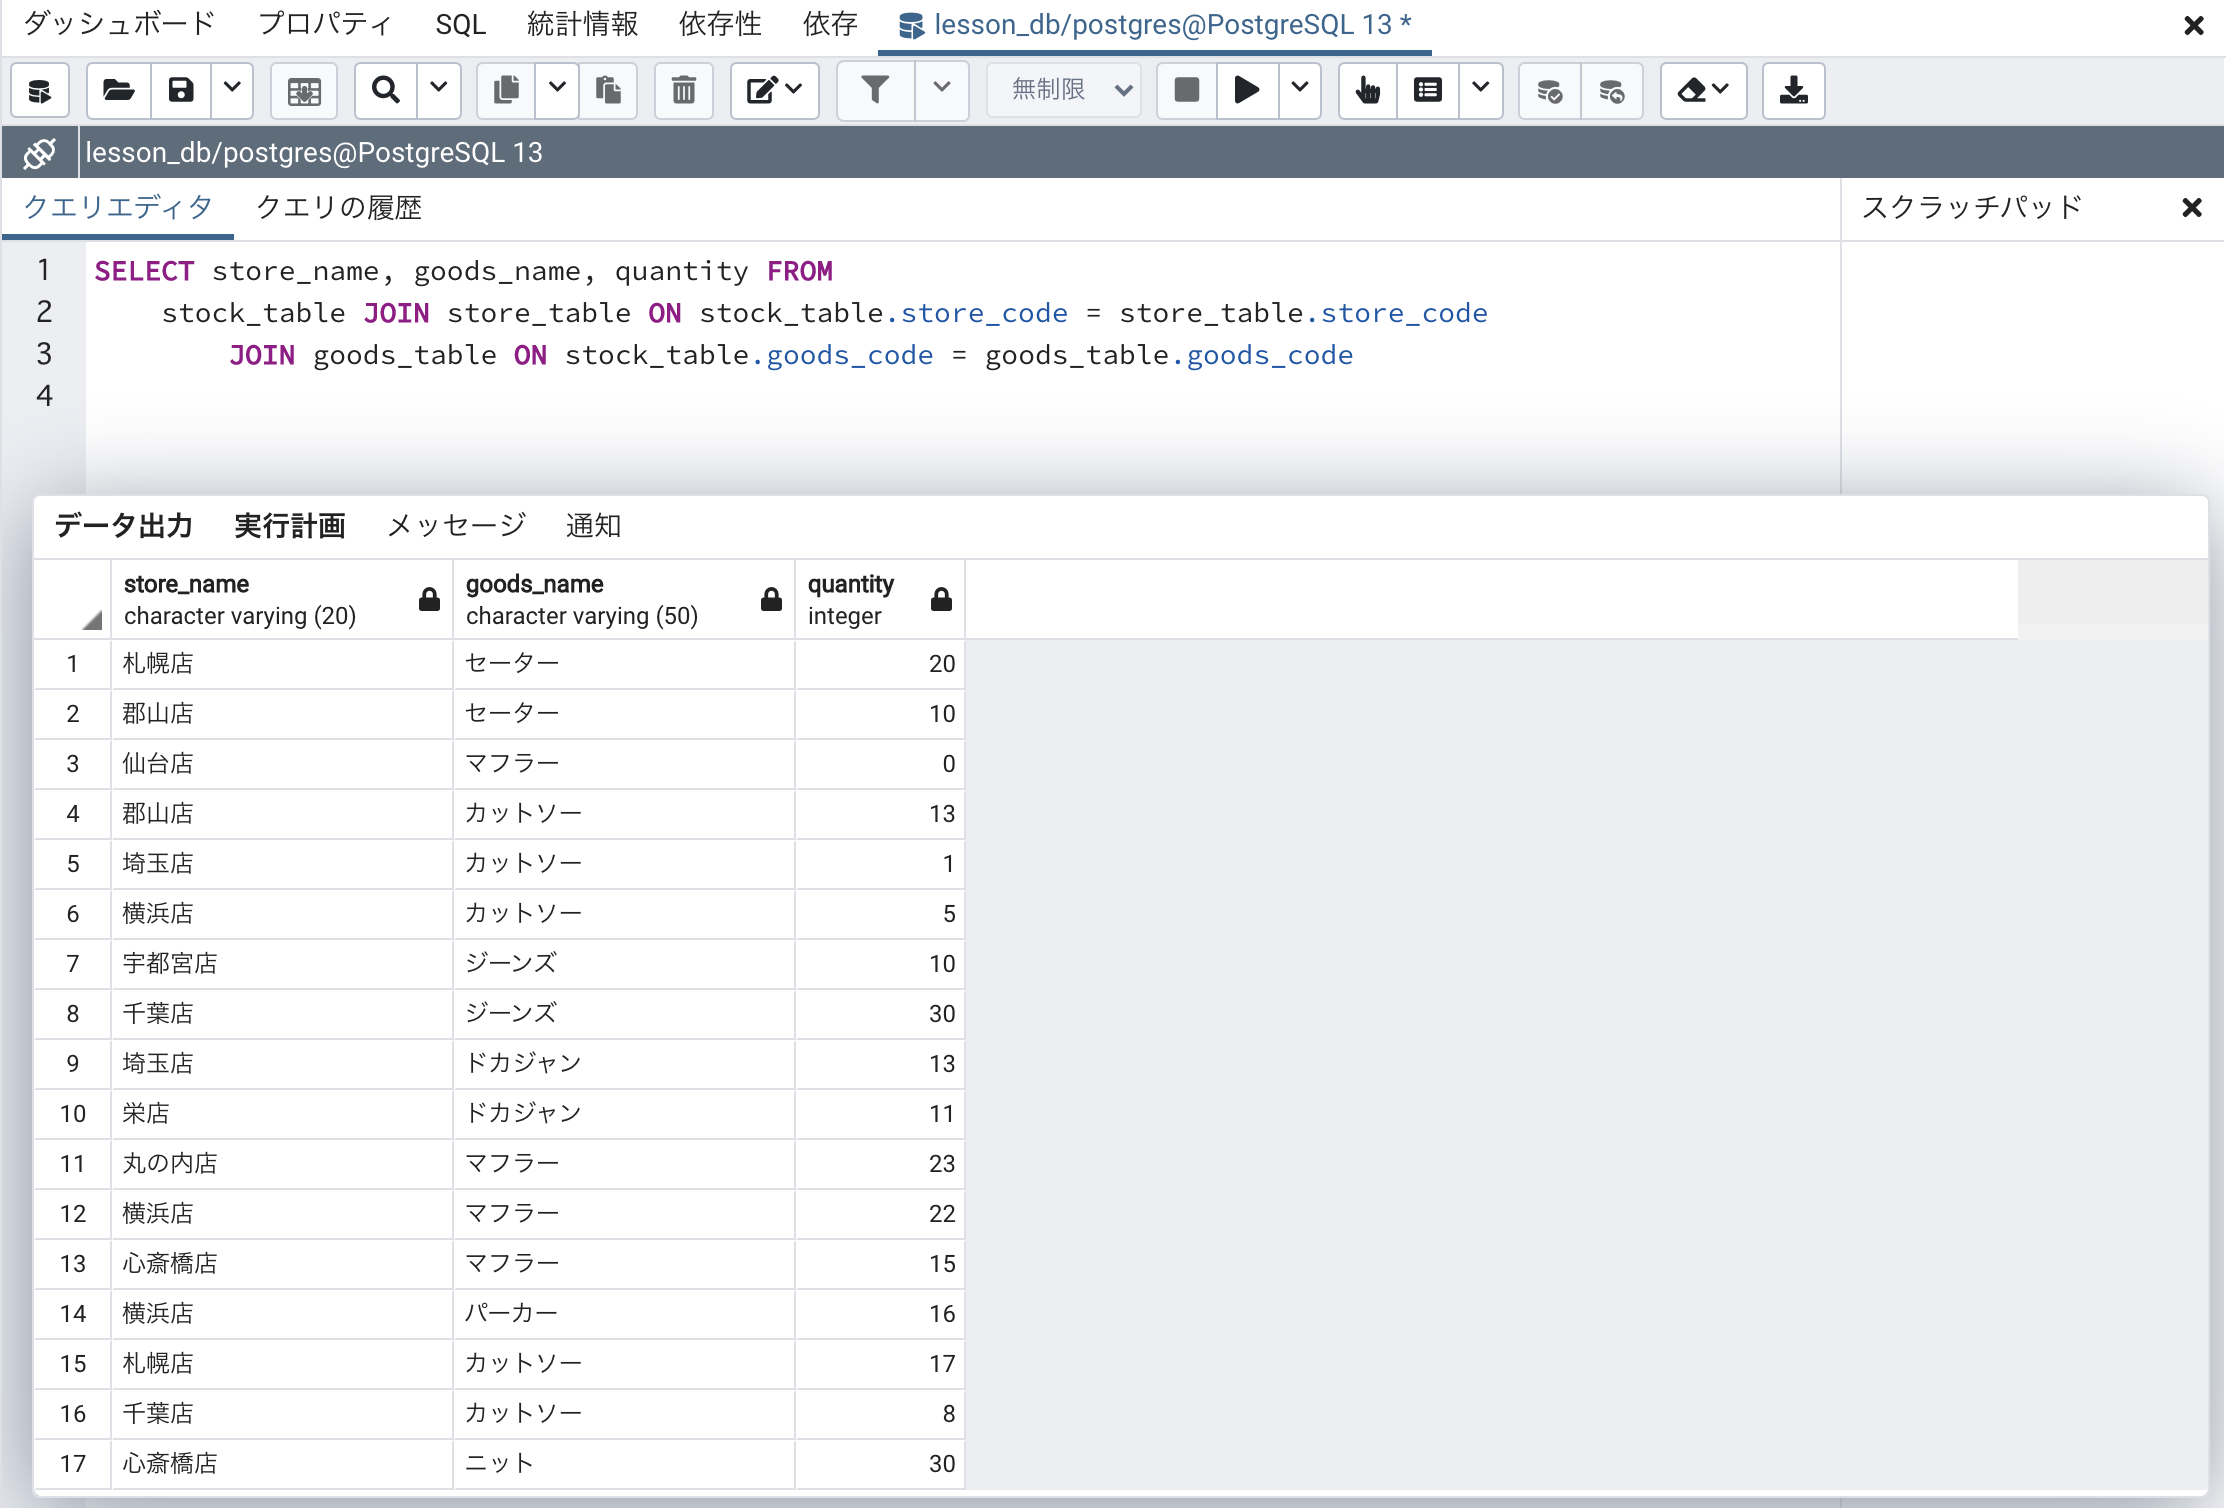 ダッシュボード プロパティ SQL 統計情報 依存性 依存 lesson_db/postgres@PostgreSQL 13 *
無制限
lesson_db/postgres@PostgreSQL 13
クエリエディタ クエリの履歴 スクラッチパッド
1 SELECT store_name, goods_name, quantity FROM
2 stock_table JOIN store_table ON stock_table.store_code = store_table.store_code
3 JOIN goods_table ON stock_table.goods_code = goods_table.goods_code
4
データ出力 実行計画 メッセージ 通知
store_name goods_name quantity
character varying (20) character varying (50) integer
1 札幌店 セーター 20
2 郡山店 セーター 10
3 仙台店 マフラー 0
4 郡山店 カットソー 13
5 埼玉店 カットソー 1
6 横浜店 カットソー 5
7 宇都宮店 ジーンズ 10
8 千葉店 ジーンズ 30
9 埼玉店 ドカジャン 13
10 栄店 ドカジャン 11
11 丸の内店 マフラー 23
12 横浜店 マフラー 22
13 心斎橋店 マフラー 15
14 横浜店 パーカー 16
15 札幌店 カットソー 17
16 千葉店 カットソー 8
17 心斎橋店 ニット 30